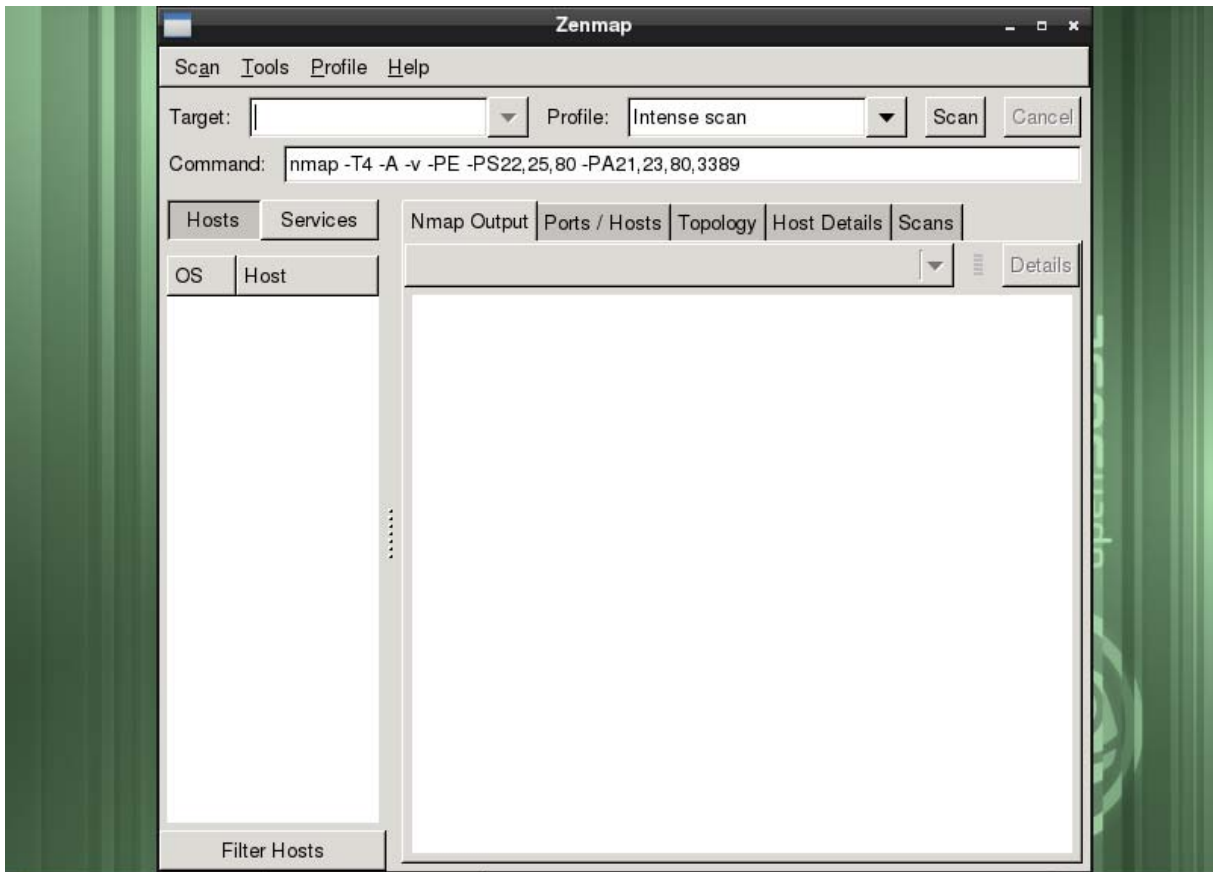 Zenmap
Scan Tools Profile Help
Target: Profile: Intense scan Scan Cancel
Command: nmap -T4 -A -v -PE -PS22,25,80 -PA21,23,80,3389
Hosts Services
Nmap Output Ports / Hosts Topology Host Details Scans
Details
OS Host
Filter Hosts
openSUSE